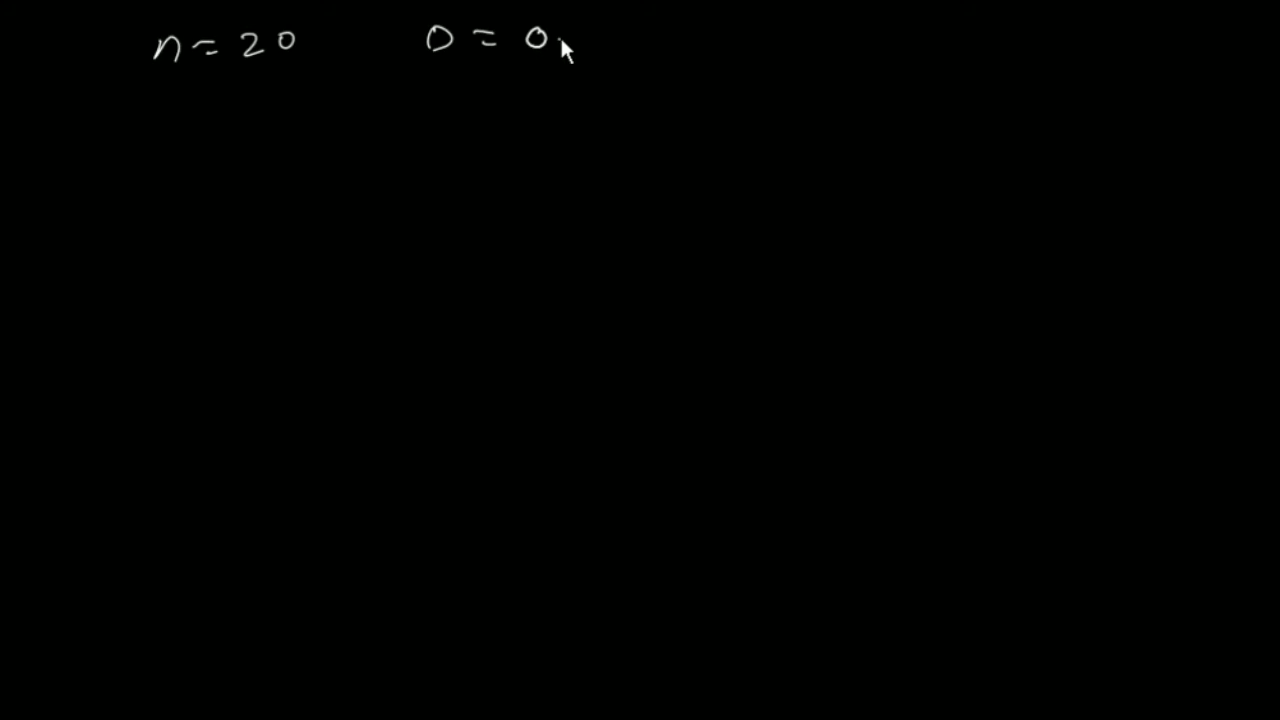 n = 20 D = 0.